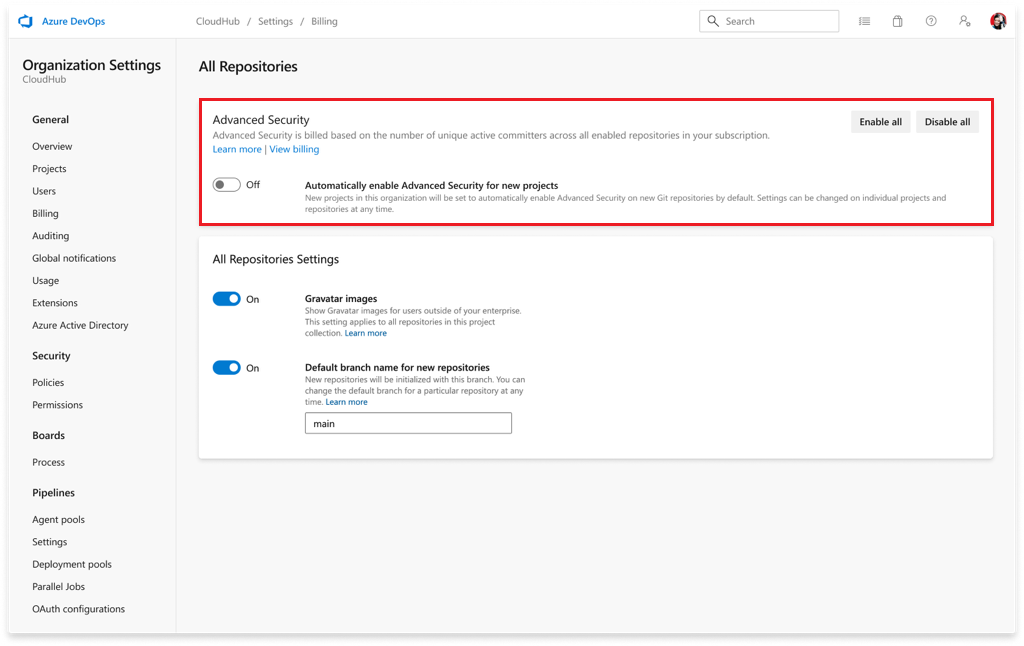 Azure DevOps
CloudHub / Settings / Billing
Search
Organization Settings
CloudHub
General
Overview
Projects
Users
Billing
Auditing
Global notifications
Usage
Extensions
Azure Active Directory
Security
Policies
Permissions
Boards
Process
Pipelines
Agent pools
Settings
Deployment pools
Parallel Jobs
OAuth configurations
All Repositories
Advanced Security
Enable all
Disable all
Advanced Security is billed based on the number of unique active committers across all enabled repositories in your subscription.
Learn more | View billing
Off
Automatically enable Advanced Security for new projects
New projects in this organization will be set to automatically enable Advanced Security on new Git repositories by default. Settings can be changed on individual projects and
repositories at any time.
All Repositories Settings
On
Gravatar images
Show Gravatar images for users outside of your enterprise.
This setting applies to all repositories in this project
collection. Learn more
On
Default branch name for new repositories
New repositories will be initialized with this branch. You can
change the default branch for a particular repository at any
time. Learn more
main